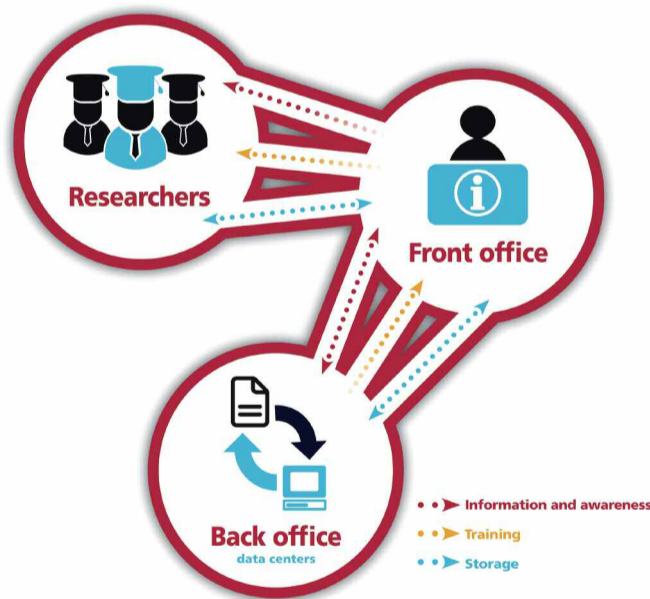 Researchers
Front office
Back office
data centers
Information and awareness
Training
Storage